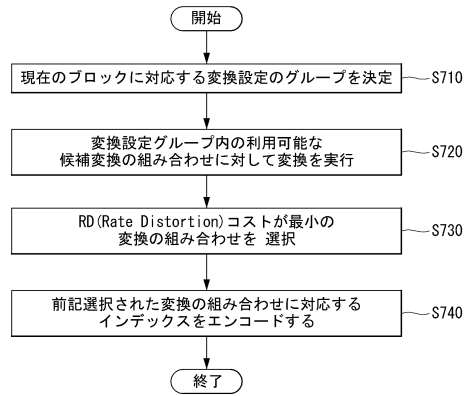 開始
現在のブロックに対応する変換設定のグループを決定
S710
変換設定グループ内の利用可能な
候補変換の組み合わせに対して変換を実行
S720
RD(Rate Distortion)コストが最小の
変換の組み合わせを 選択
S730
前記選択された変換の組み合わせに対応する
インデックスをエンコードする
S740
終了